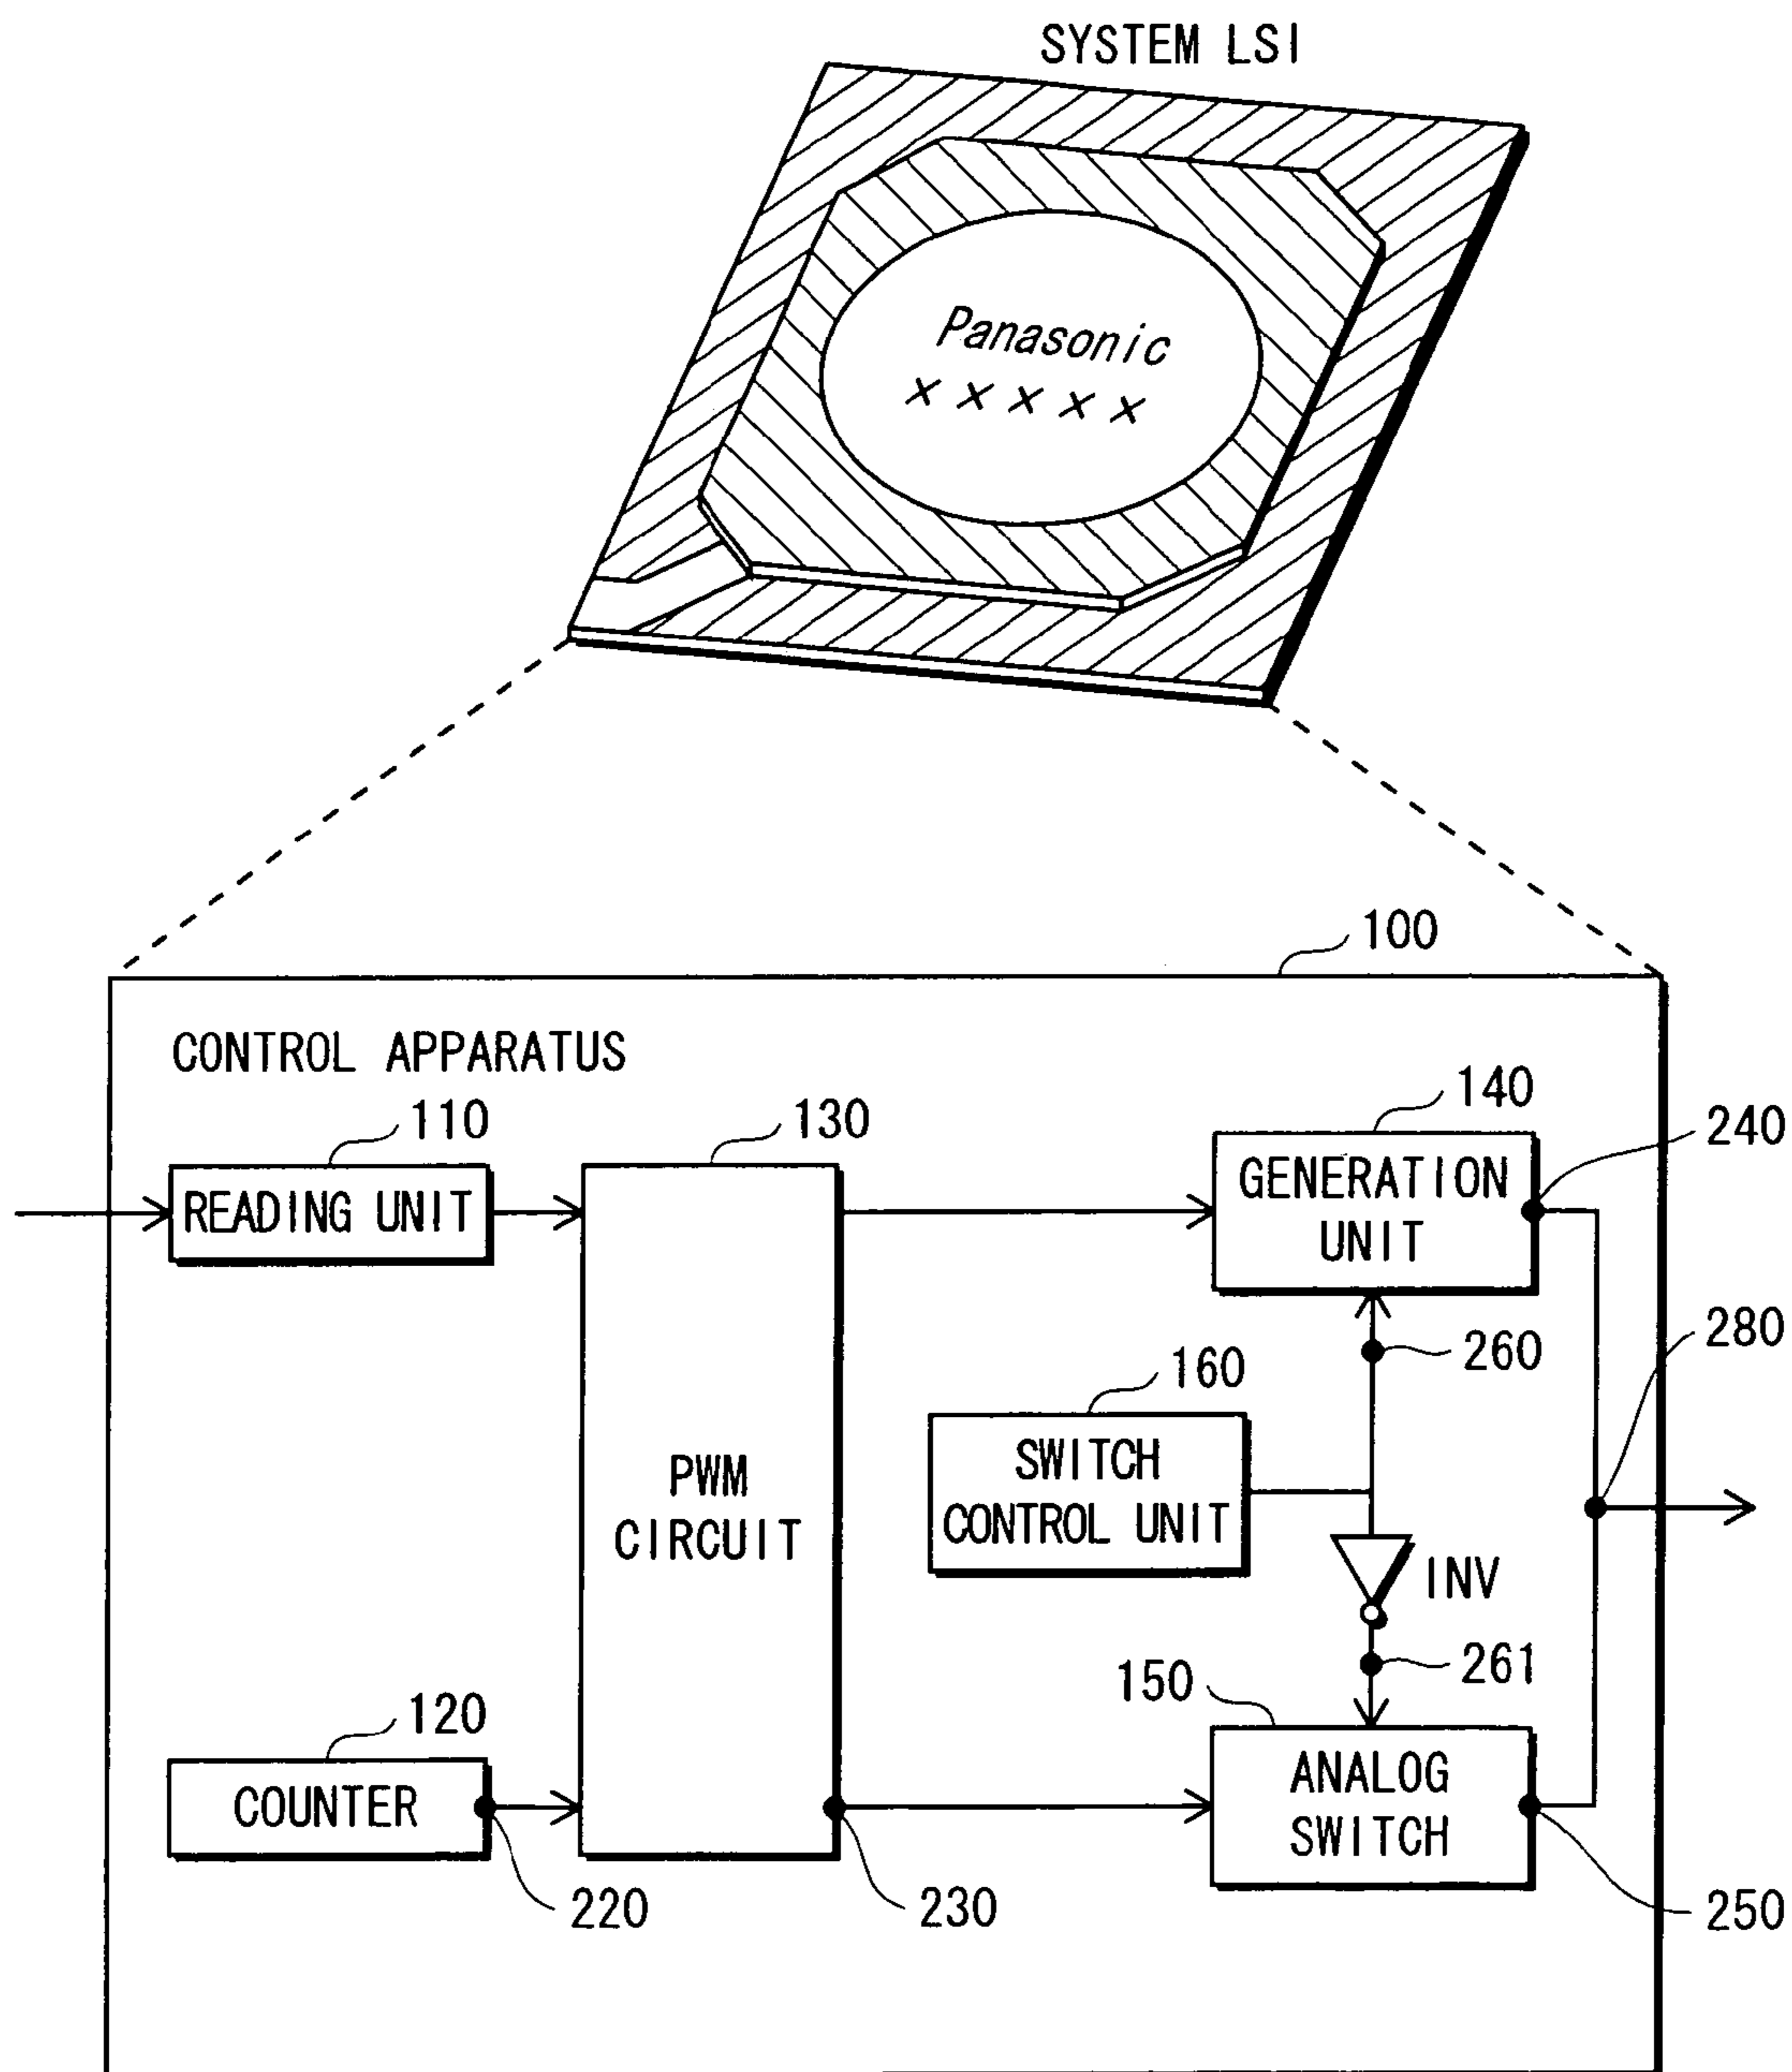 SYSTEM LSI
Panasonic
×××××
100
CONTROL APPARATUS
110
130
140
240
READING UNIT
GENERATION
UNIT
280
260
160
SWITCH
CONTROL UNIT
PWM
CIRCUIT
INV
261
150
120
COUNTER
ANALOG
SWITCH
220
230
250